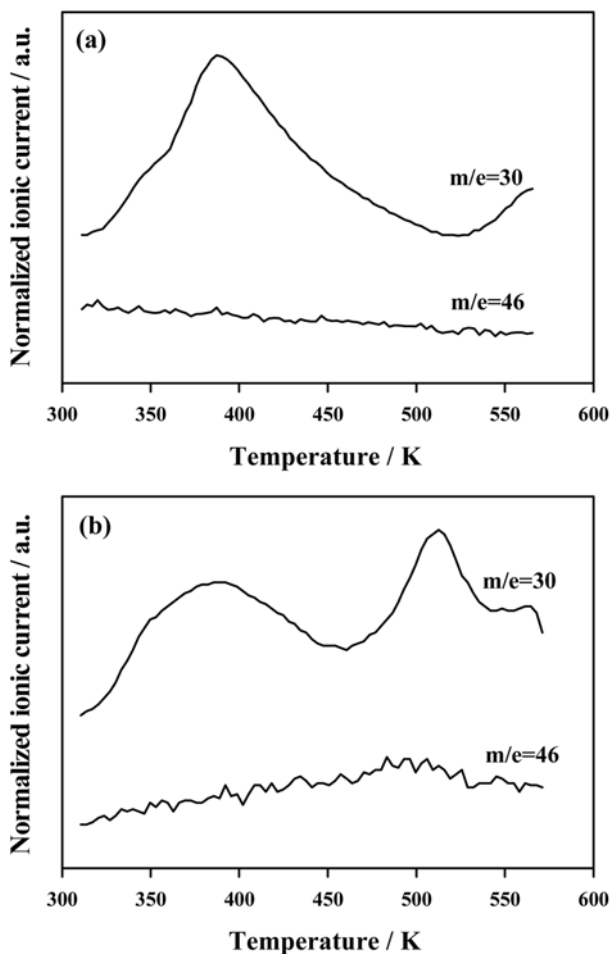 (a)
Normalized ionic current / a.u.
m/e=30
m/e=46
300 350 400 450 500 550 600
Temperature / K
(b)
Normalized ionic current / a.u.
m/e=30
m/e=46
300 350 400 450 500 550 600
Temperature / K